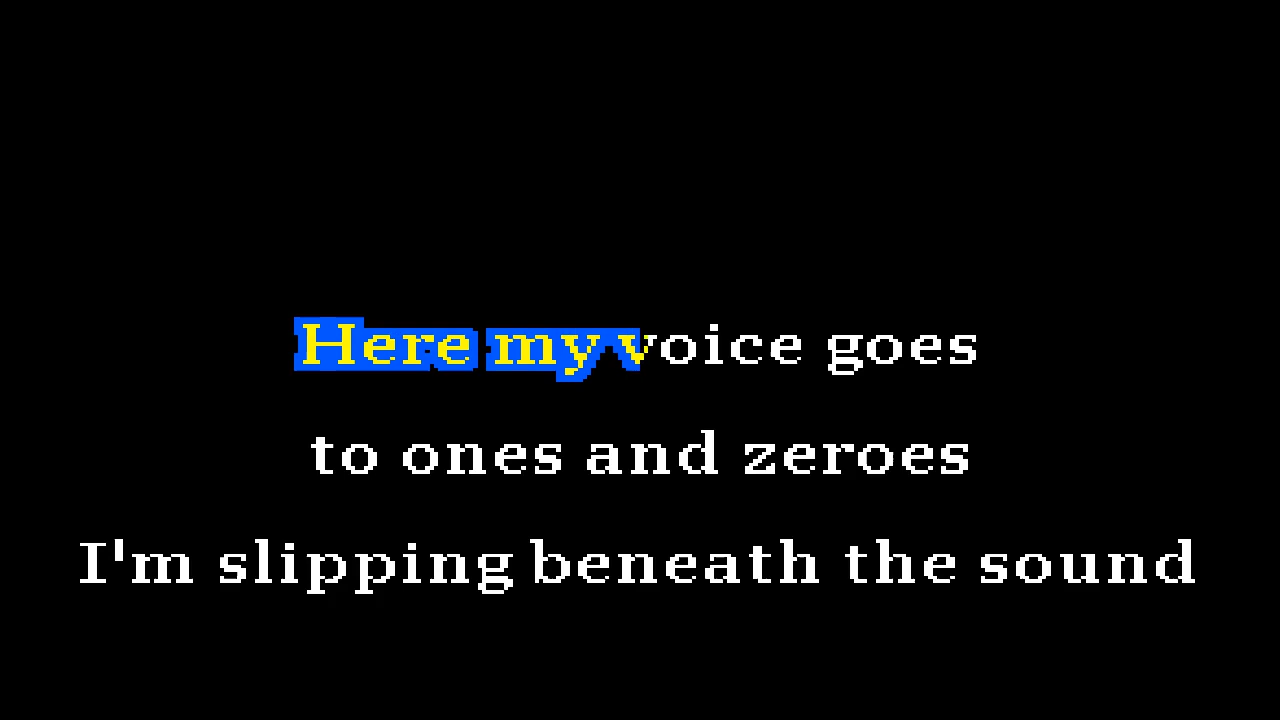 Here my voice goes
to ones and zeroes
I'm slipping beneath the sound